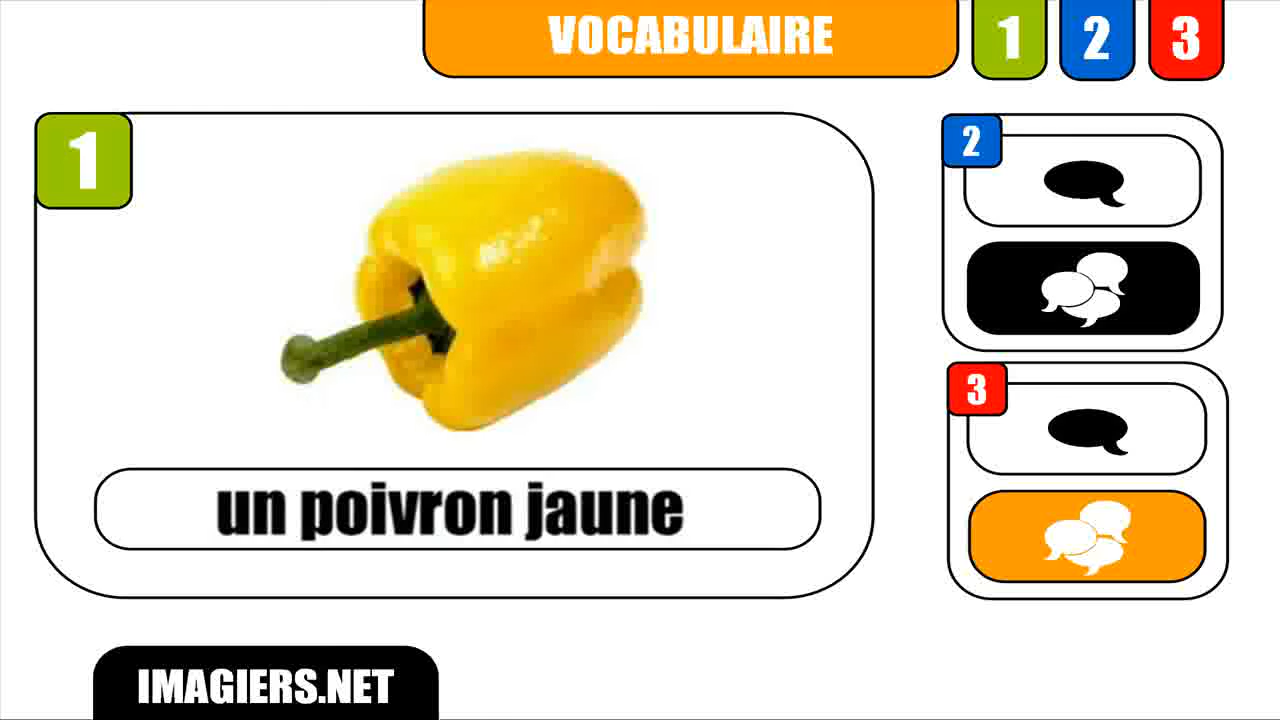 VOCABULAIRE
1 2 3
1
un poivron jaune
2
3
IMAGIERS.NET